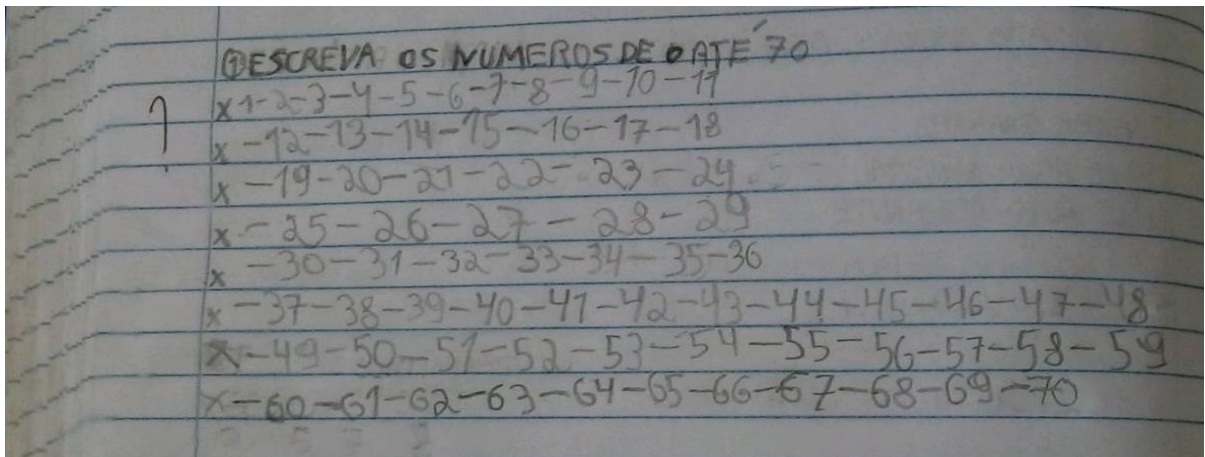 ① ESCREVA OS NUMEROS DE 0 ATÉ 70
x 1-2-3-4-5-6-7-8-9-10-11
x -12-13-14-15-16-17-18
x -19-20-21-22-23-24
x -25-26-27-28-29
x -30-31-32-33-34-35-36
x -37-38-39-40-41-42-43-44-45-46-47-48
x -49-50-51-52-53-54-55-56-57-58-59
x -60-61-62-63-64-65-66-67-68-69-70